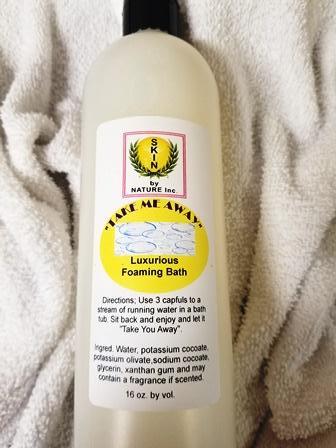 SKIN
by
NATURE Inc.
"TAKE ME AWAY"
Luxurious
Foaming Bath
Directions; Use 3 capfuls to a
stream of running water in a bath
tub. Sit back and enjoy and let it
"Take You Away".
Ingred. Water, potassium cocoate,
potassium olivate,sodium cocoate,
glycerin, xanthan gum and may
contain a fragrance if scented.
16 oz. by vol.